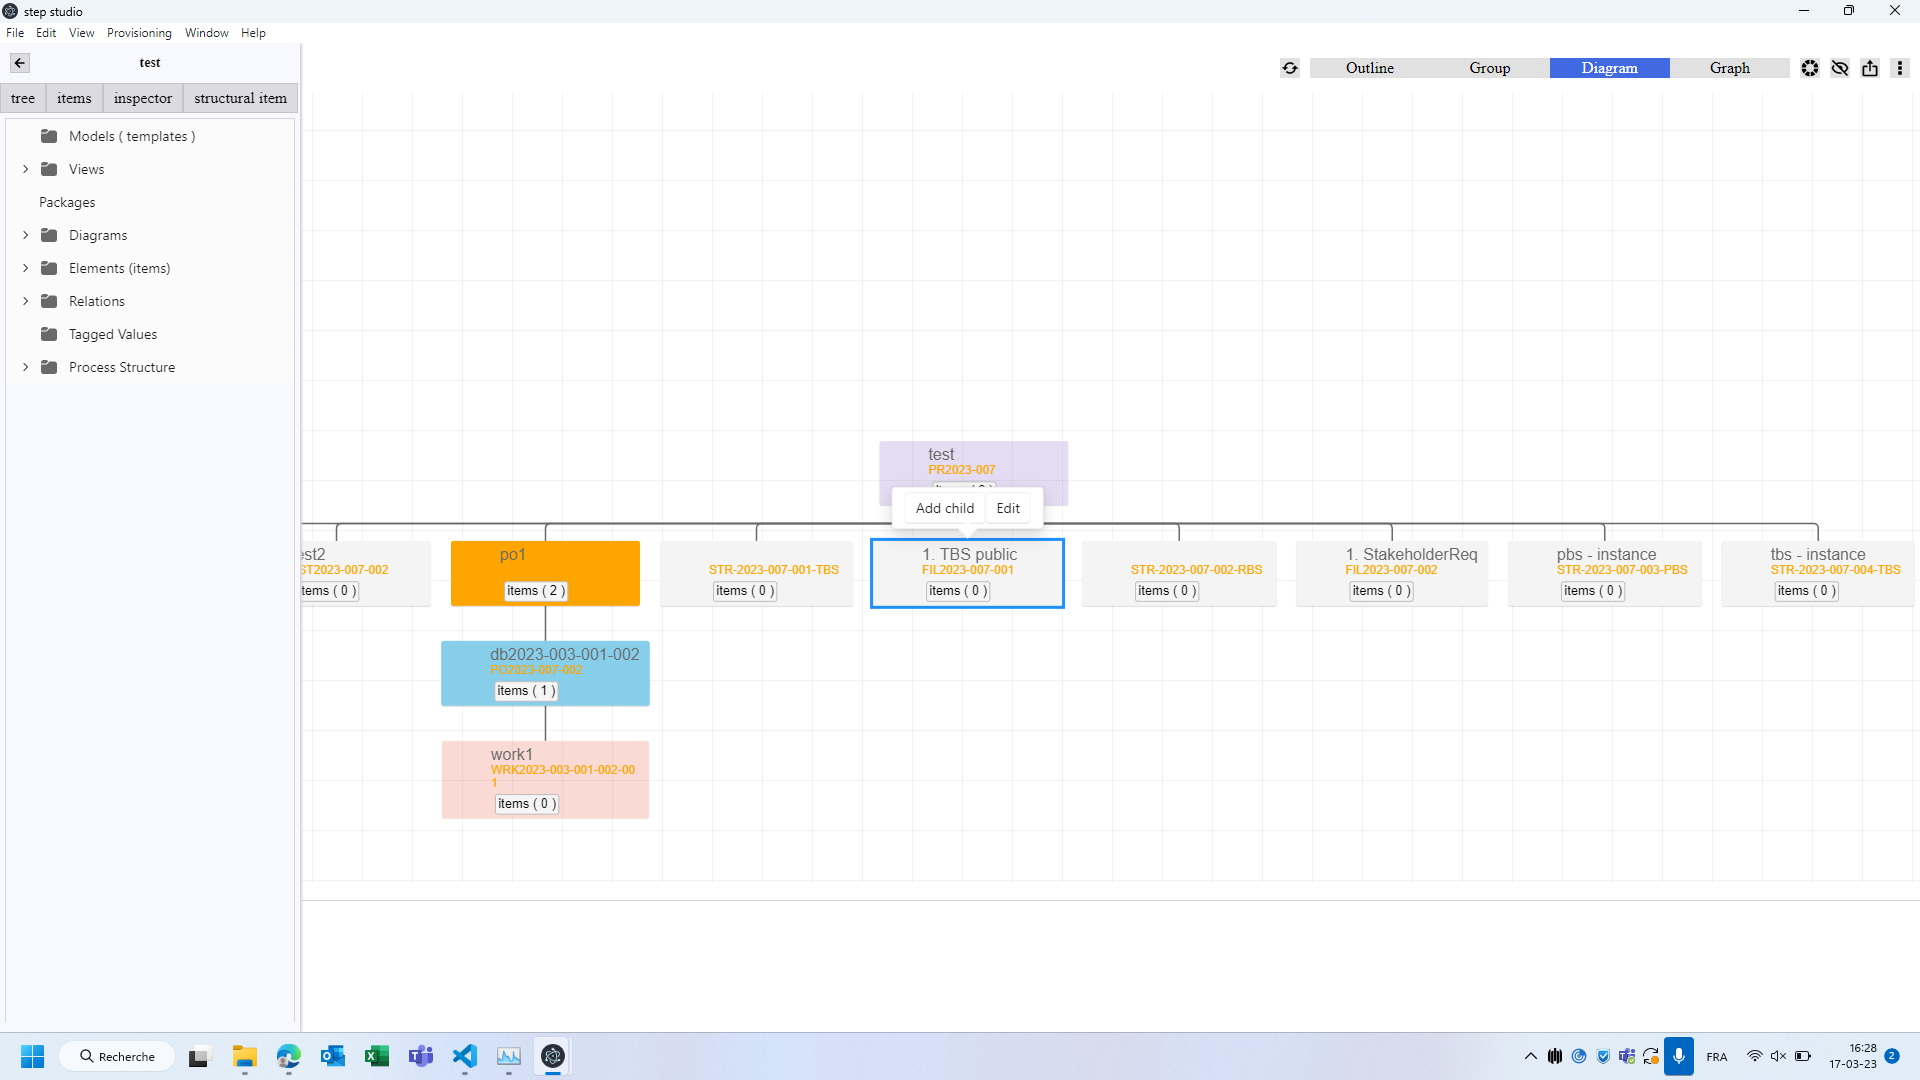 step studio
File Edit View Provisioning Window Help
test
Outline Group Diagram Graph
tree items inspector structural item
Models ( templates )
Views
Packages
Diagrams
Elements (items)
Relations
Tagged Values
Process Structure
test
PR2023-007
Add child Edit
est2
ST2023-007-002
tems ( 0 )
po1
items ( 2 )
STR-2023-007-001-TBS
items ( 0 )
1. TBS public
FIL2023-007-001
items ( 0 )
STR-2023-007-002-RBS
items ( 0 )
1. StakeholderReq
FIL2023-007-002
items ( 0 )
pbs - instance
STR-2023-007-003-PBS
items ( 0 )
tbs - instance
STR-2023-007-004-TBS
items ( 0 )
db2023-003-001-002
PO2023-007-002
items ( 1 )
work1
WRK2023-003-001-002-00
1
items ( 0 )
Recherche
FRA
16:28
17-03-23
2